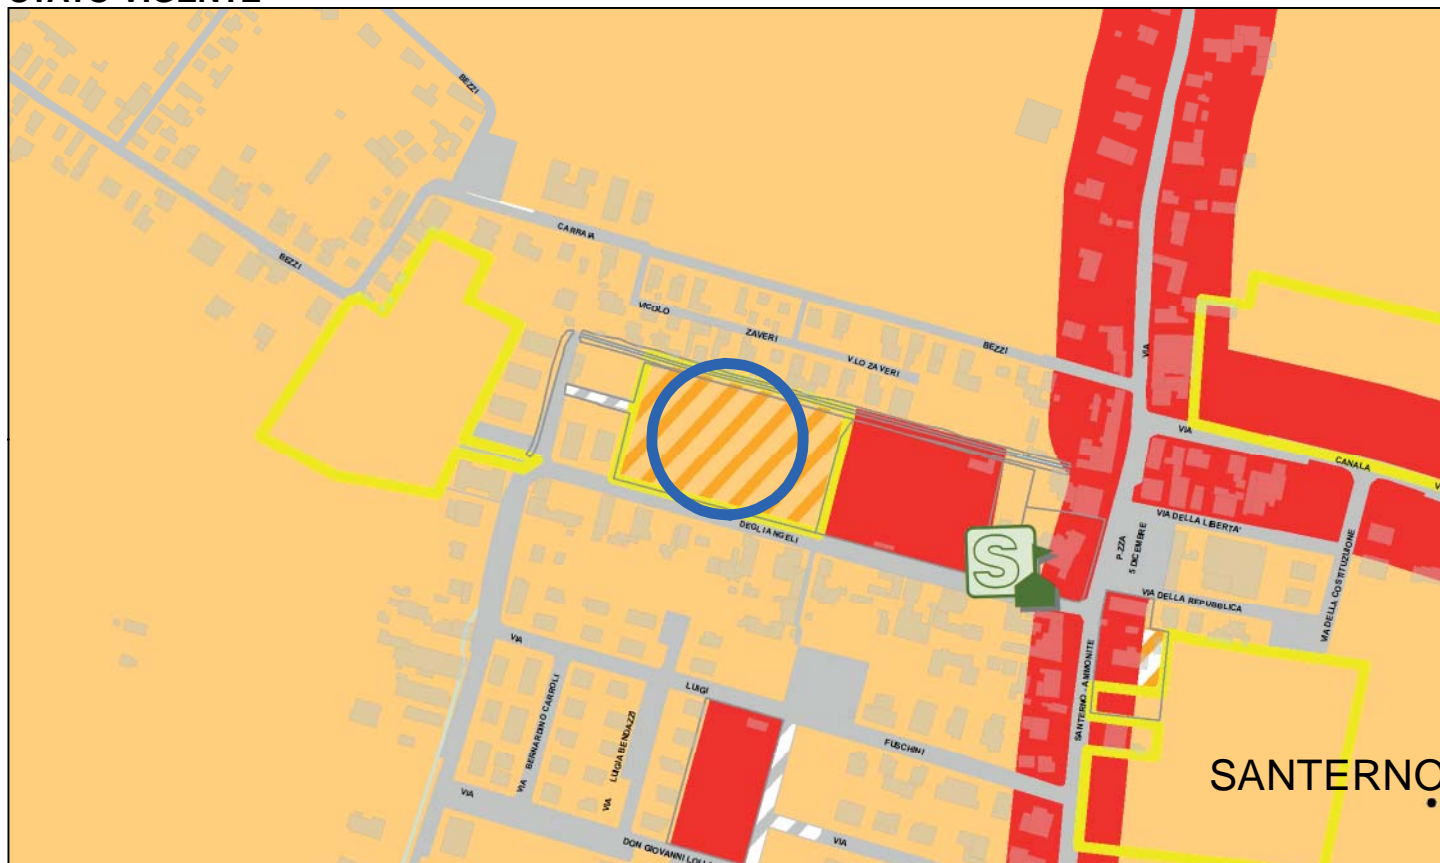 STATO VIGENTE
BEZZI
CARRAIA
BEZZI
VICOLO
ZAVERI
V.LO ZAVERI
BEZZI
VIA
VIA
CANALA
VIA DELLA LIBERTA'
P.ZZA
5 DICEMBRE
VIA DELLA COSTITUZIONE
DEGLI ANGELI
S
VIA DELLA REPUBBLICA
VIA
LUIGI
FUSCHINI
SANTERNO - AMMONITE
VIA BERNARDINO CARROLI
VIA LUIGIA BENDAZZI
SANTERNO
VIA
DON GIOVANNI
VIA